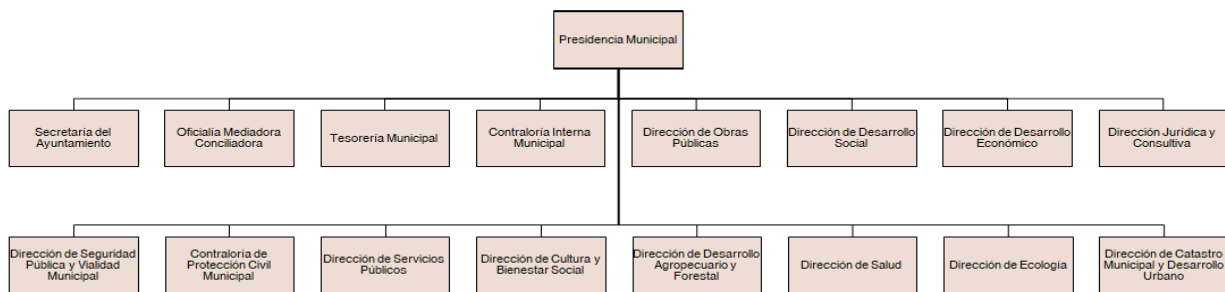 Presidencia Municipal
Secretaría del
Ayuntamiento
Oficialía Mediadora
Conciliadora
Tesorería Municipal
Contraloría Interna
Municipal
Dirección de Obras
Públicas
Dirección de Desarrollo
Social
Dirección de Desarrollo
Económico
Dirección Jurídica y
Consultiva
Dirección de Seguridad
Pública y Vialidad
Municipal
Contraloría de
Protección Civil
Municipal
Dirección de Servicios
Públicos
Dirección de Cultura y
Bienestar Social
Dirección de Desarrollo
Agropecuario y
Forestal
Dirección de Salud
Dirección de Ecología
Dirección de Catastro
Municipal y Desarrollo
Urbano